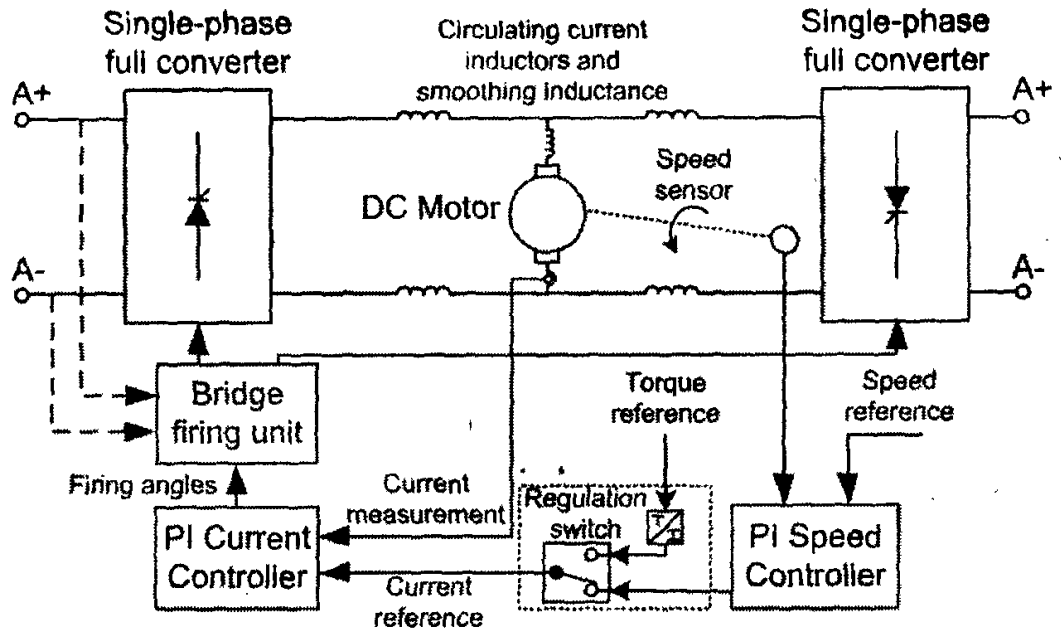 Single-phase
full converter
Circulating current
inductors and
smoothing inductance
Single-phase
full converter
A+
A+
Speed
sensor
DC Motor
A-
A-
Bridge
firing unit
Torque
reference
Speed
reference
Firing angles
Current
measurement
Regulation
switch
PI Current
Controller
PI Speed
Controller
Current
reference